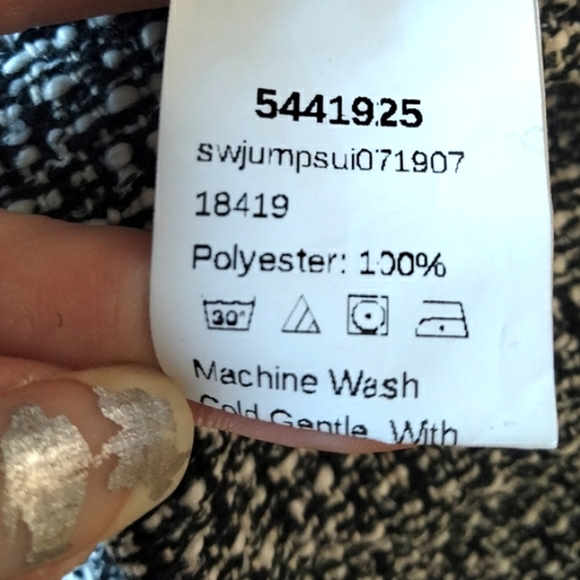 5441925
swjumpsui071907
18419
Polyester: 100%
30°
Machine Wash
Cold Gentle, With